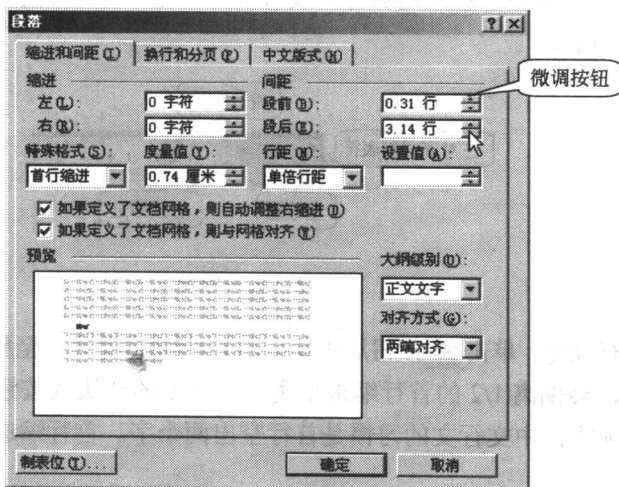 段落
缩进和间距(I) 换行和分页(P) 中文版式(H)
缩进 间距
微调按钮
左(L): 0 字符 段前(B): 0.31 行
右(R): 0 字符 段后(E): 3.14 行
特殊格式(S): 度量值(Y): 行距(N): 设置值(A):
首行缩进 0.74 厘米 单倍行距
如果定义了文档网格，则自动调整右缩进(D)
如果定义了文档网格，则与网格对齐(W)
预览 大纲级别(O):
正文文字
对齐方式(G):
两端对齐
制表位(T)... 确定 取消